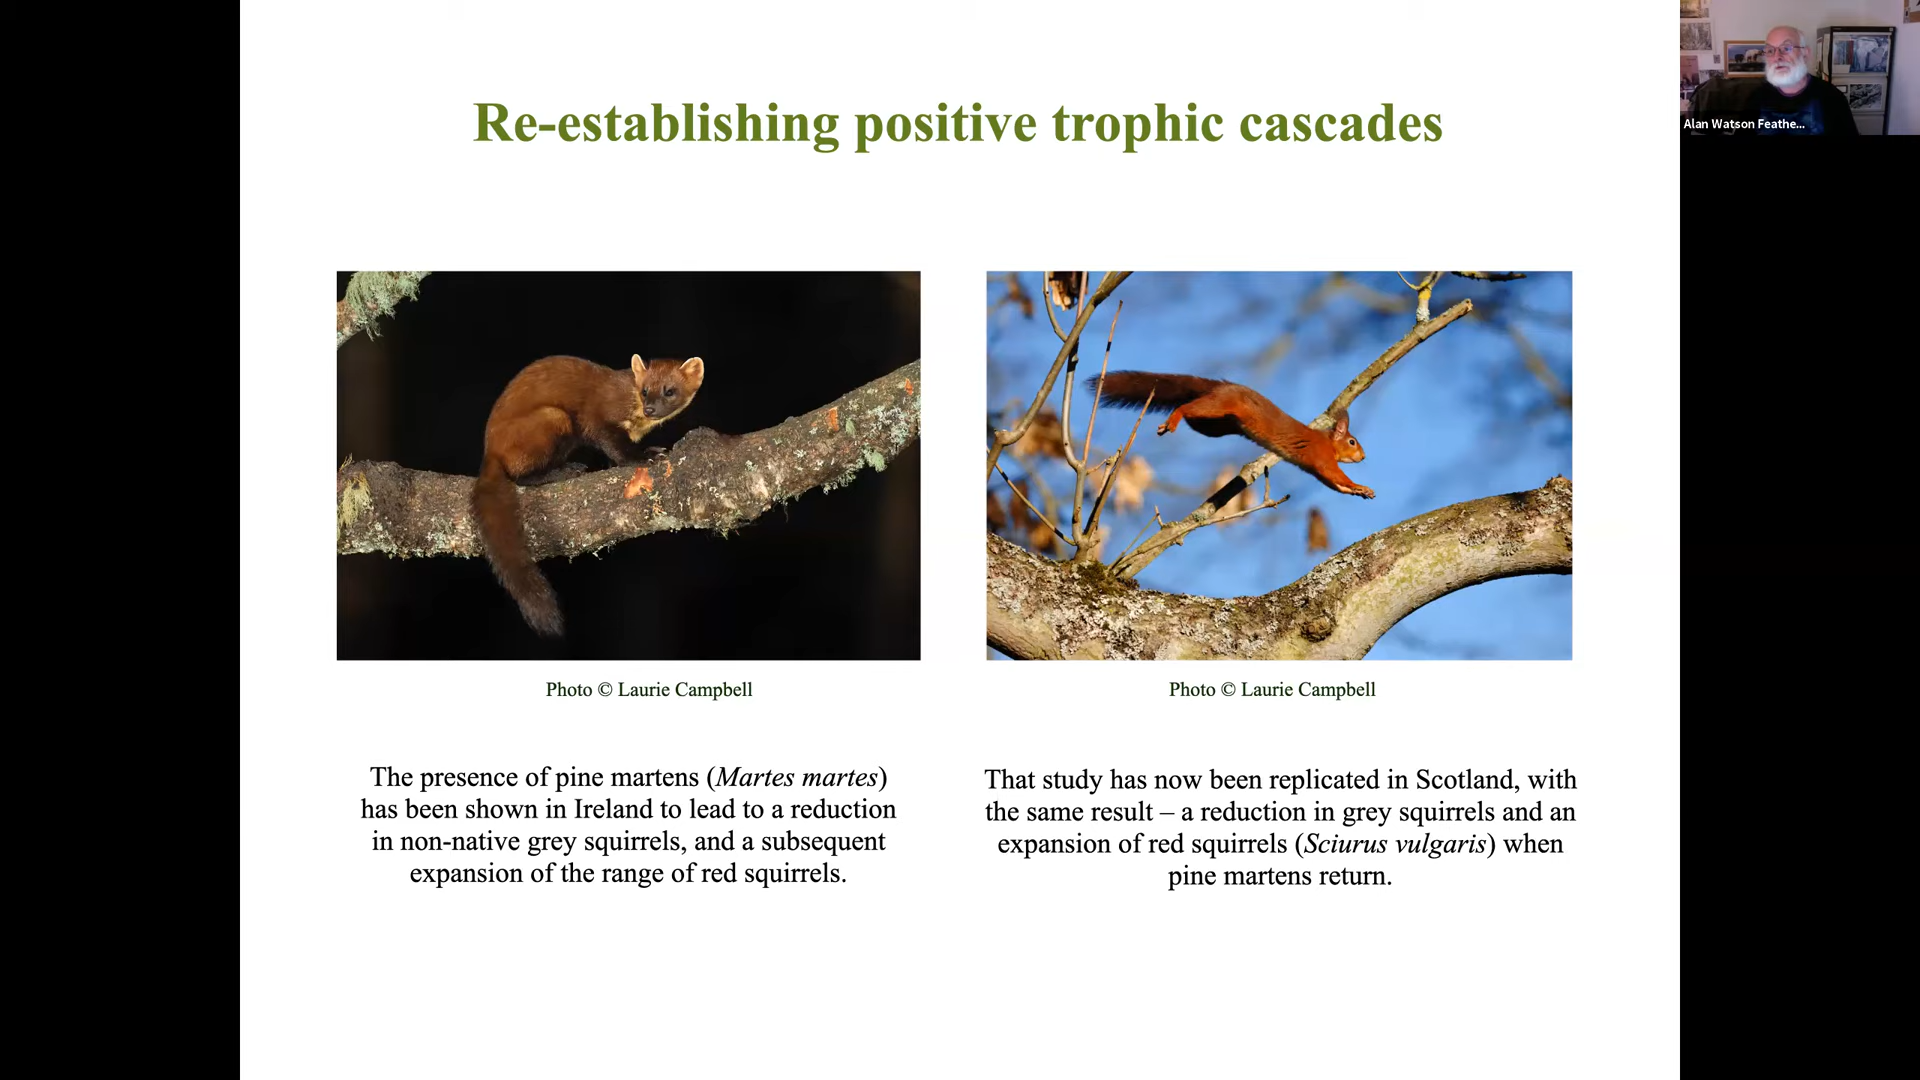 Re-establishing positive trophic cascades
Alan Watson Feathe...
Photo © Laurie Campbell
Photo © Laurie Campbell
The presence of pine martens (Martes martes)
has been shown in Ireland to lead to a reduction
in non-native grey squirrels, and a subsequent
expansion of the range of red squirrels.
That study has now been replicated in Scotland, with
the same result – a reduction in grey squirrels and an
expansion of red squirrels (Sciurus vulgaris) when
pine martens return.